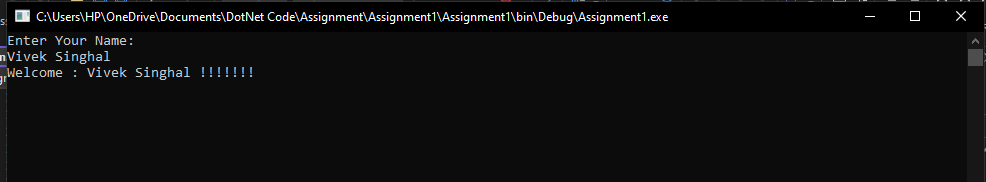 C:\Users\HP\OneDrive\Documents\DotNet Code\Assignment\Assignment1\Assignment1\bin\Debug\Assignment1.exe
Enter Your Name:
Vivek Singhal
Welcome : Vivek Singhal !!!!!!!